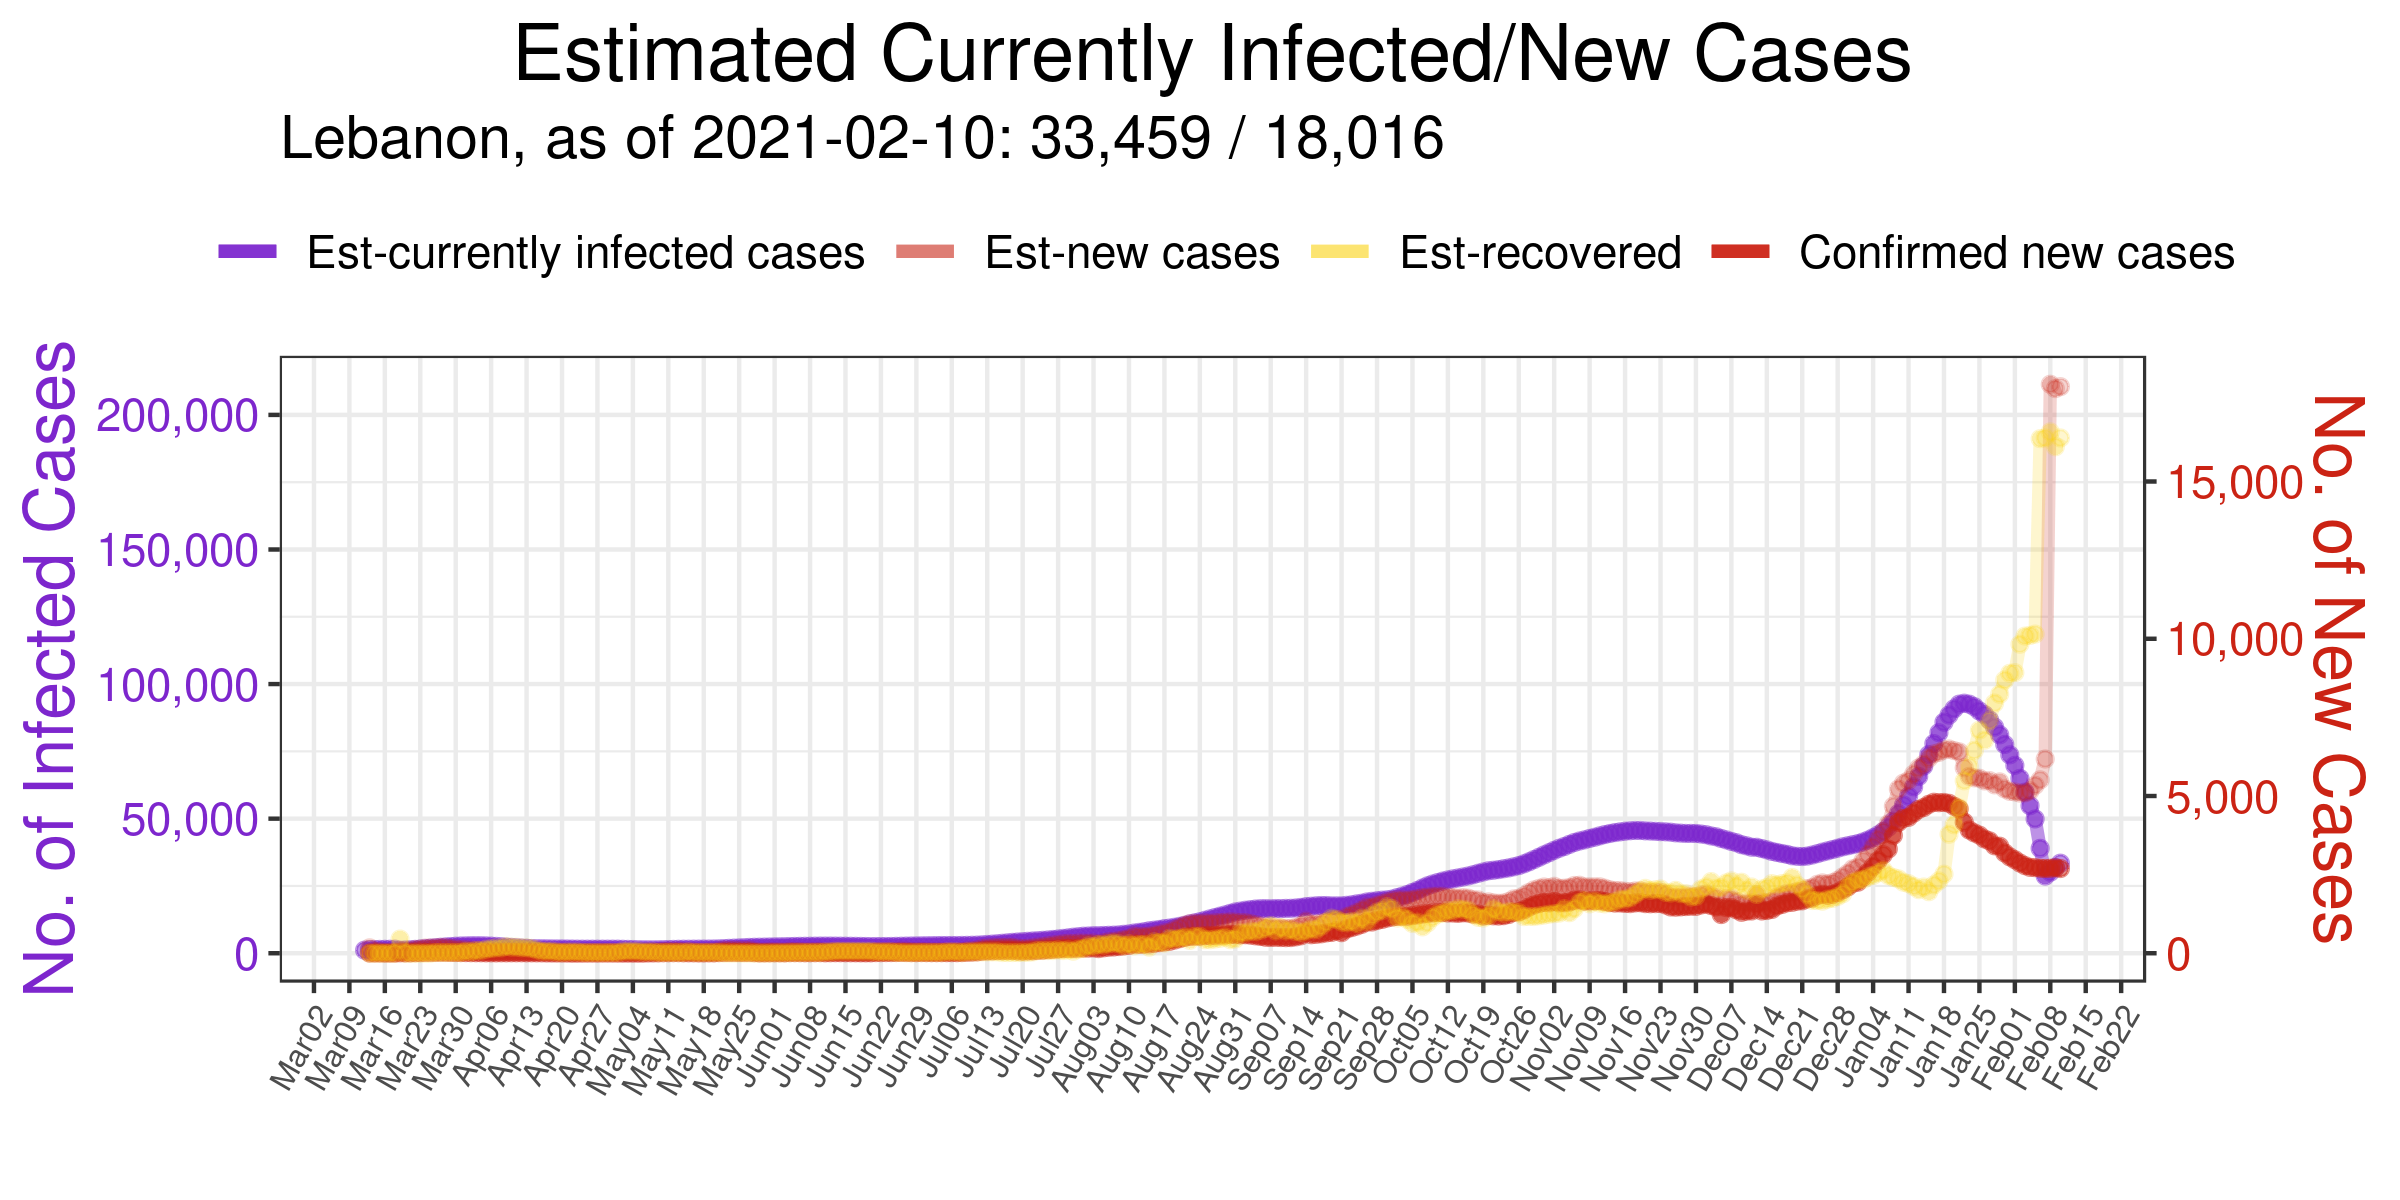 Estimated Currently Infected/New Cases
Lebanon, as of 2021-02-10: 33,459 / 18,016
Est-currently infected cases Est-new cases Est-recovered Confirmed new cases
No. of Infected Cases
200,000
150,000
100,000
50,000
0
15,000
10,000
5,000
0
No. of New Cases
Mar02 Mar09 Mar16 Mar23 Mar30 Apr06 Apr13 Apr20 Apr27 May04 May11 May18 May25 Jun01 Jun08 Jun15 Jun22 Jun29 Jul06 Jul13 Jul20 Jul27 Aug03 Aug10 Aug17 Aug24 Aug31 Sep07 Sep14 Sep21 Sep28 Oct05 Oct12 Oct19 Oct26 Nov02 Nov09 Nov16 Nov23 Nov30 Dec07 Dec14 Dec21 Dec28 Jan04 Jan11 Jan18 Jan25 Feb01 Feb08 Feb15 Feb22